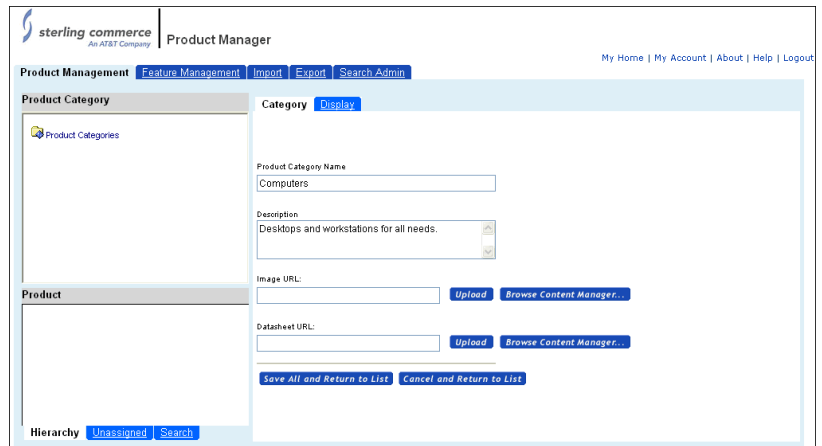 sterling commerce
An AT&T Company
Product Manager
My Home | My Account | About | Help | Logout
Product Management Feature Management Import Export Search Admin
Product Category
Product Categories
Category Display
Product Category Name
Computers
Description
Desktops and workstations for all needs.
Image URL:
Upload Browse Content Manager...
Product
Datasheet URL:
Upload Browse Content Manager...
Save All and Return to List Cancel and Return to List
Hierarchy Unassigned Search